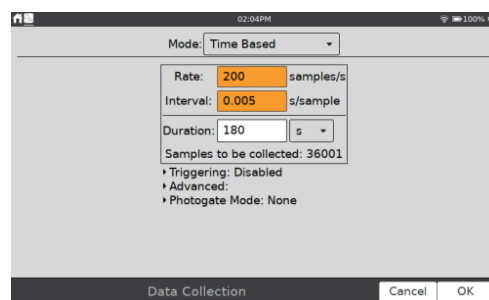 02:04PM 100%
Mode: Time Based
Rate: 200 samples/s
Interval: 0.005 s/sample
Duration: 180 s
Samples to be collected: 36001
Triggering: Disabled
Advanced:
Photogate Mode: None
Data Collection Cancel OK